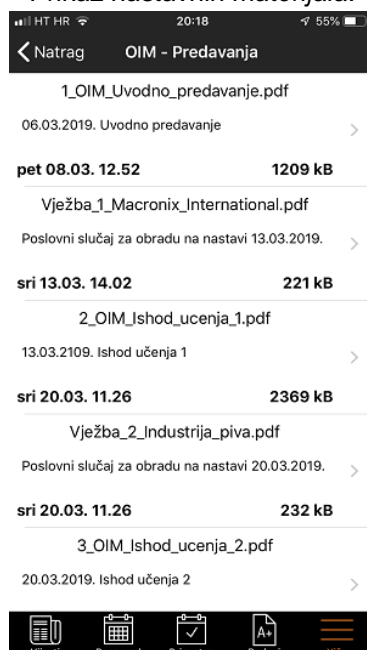 HT HR 20:18 55%
Natrag OIM - Predavanja
1_OIM_Uvodno_predavanje.pdf
06.03.2019. Uvodno predavanje
pet 08.03. 12.52 1209 kB
Vježba_1_Macronix_International.pdf
Poslovni slučaj za obradu na nastavi 13.03.2019.
sri 13.03. 14.02 221 kB
2_OIM_Ishod_ucenja_1.pdf
13.03.2109. Ishod učenja 1
sri 20.03. 11.26 2369 kB
Vježba_2_Industrija_piva.pdf
Poslovni slučaj za obradu na nastavi 20.03.2019.
sri 20.03. 11.26 232 kB
3_OIM_Ishod_ucenja_2.pdf
20.03.2019. Ishod učenja 2
A+